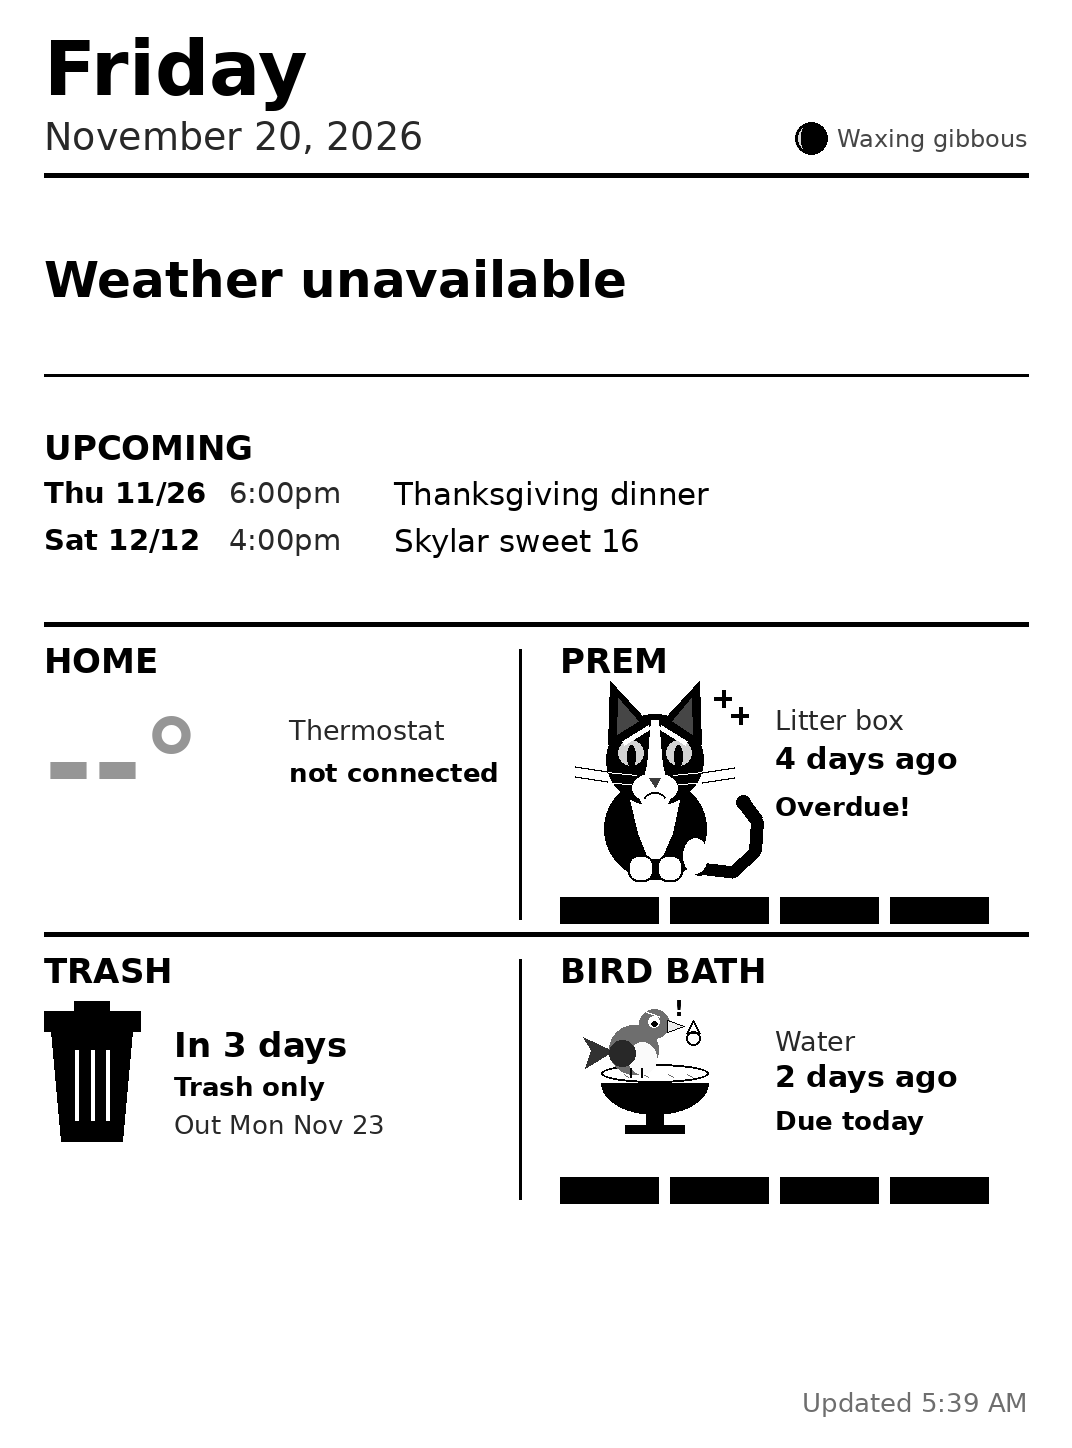 Friday
November 20, 2026
Waxing gibbous
Weather unavailable
UPCOMING
Thu 11/26 6:00pm Thanksgiving dinner
Sat 12/12 4:00pm Skylar sweet 16
HOME
-- °
Thermostat
not connected
PREM
++
Litter box
4 days ago
Overdue!
TRASH
In 3 days
Trash only
Out Mon Nov 23
BIRD BATH
!
Water
2 days ago
Due today
Updated 5:39 AM